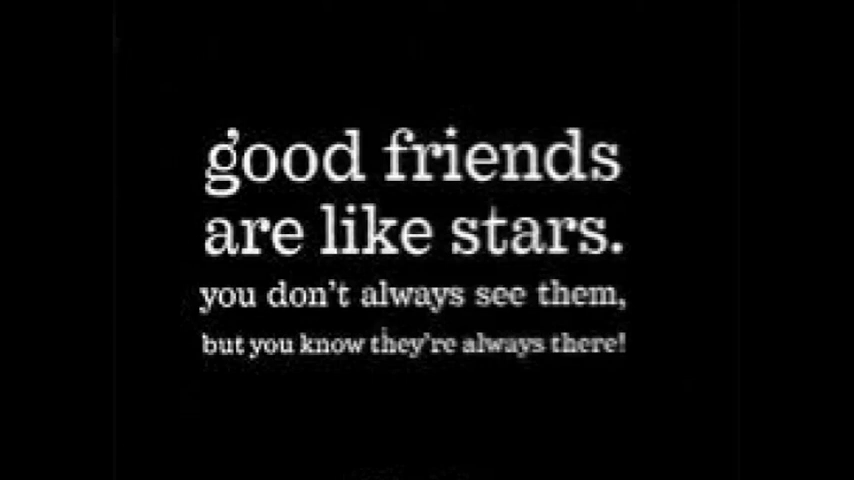 good friends
are like stars.
you don't always see them,
but you know they're always there!